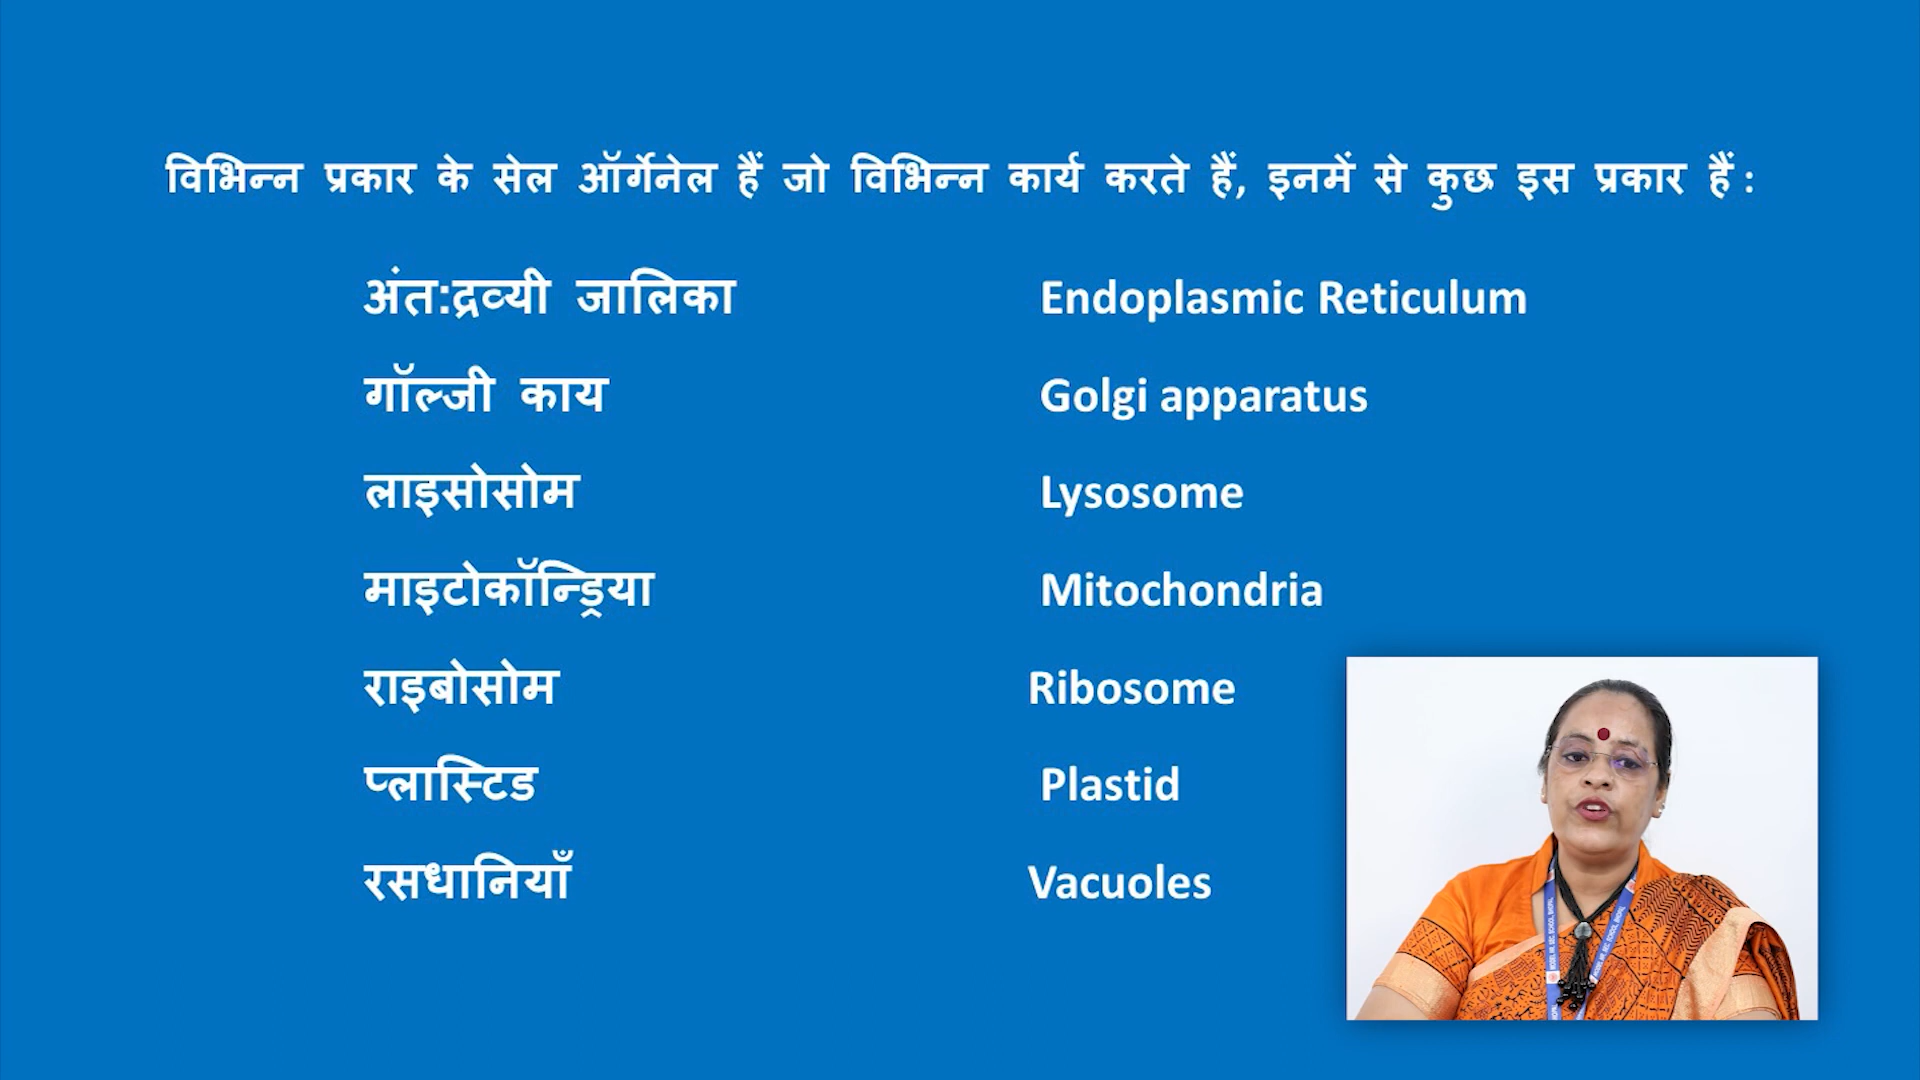 विभिन्न प्रकार के सेल ऑर्गेनेल हैं जो विभिन्न कार्य करते हैं, इनमें से कुछ इस प्रकार हैं :
अंत:द्रव्यी जालिका Endoplasmic Reticulum
गॉल्जी काय Golgi apparatus
लाइसोसोम Lysosome
माइटोकॉन्ड्रिया Mitochondria
राइबोसोम Ribosome
प्लास्टिड Plastid
रसधानियाँ Vacuoles